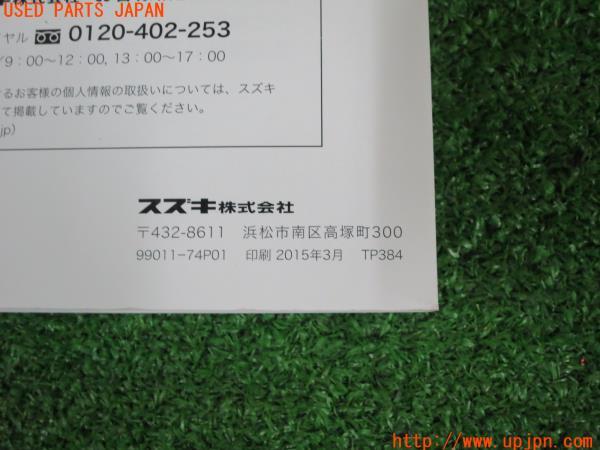 USED PARTS JAPAN
ヤル 0120-402-253
/9：00〜12：00, 13：00〜17：00
るお客様の個人情報の取扱いについては、スズキ
て掲載していますのでご覧ください。
jp）
スズキ株式会社
〒432-8611 浜松市南区高塚町300
99011-74P01 印刷 2015年3月 TP384
http://www.upjpn.com/